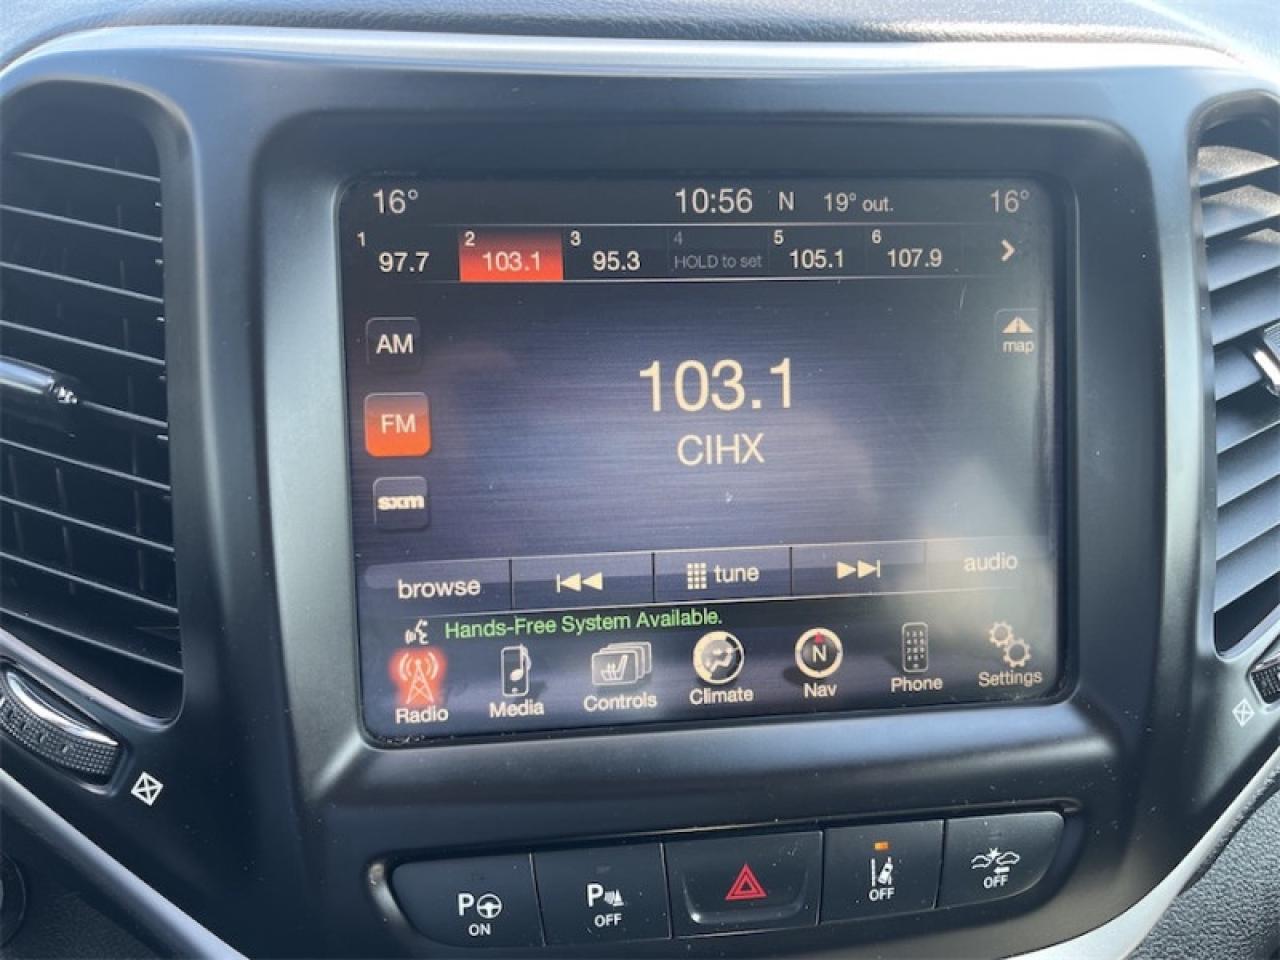 16° 10:56 N 19° out. 16°
1 97.7 2 103.1 3 95.3 4 HOLD to set 5 105.1 6 107.9
AM
map
103.1
FM
CIHX
sxm
browse tune audio
Hands-Free System Available.
Radio Media Controls Climate N Nav Phone Settings
P ON P OFF OFF OFF